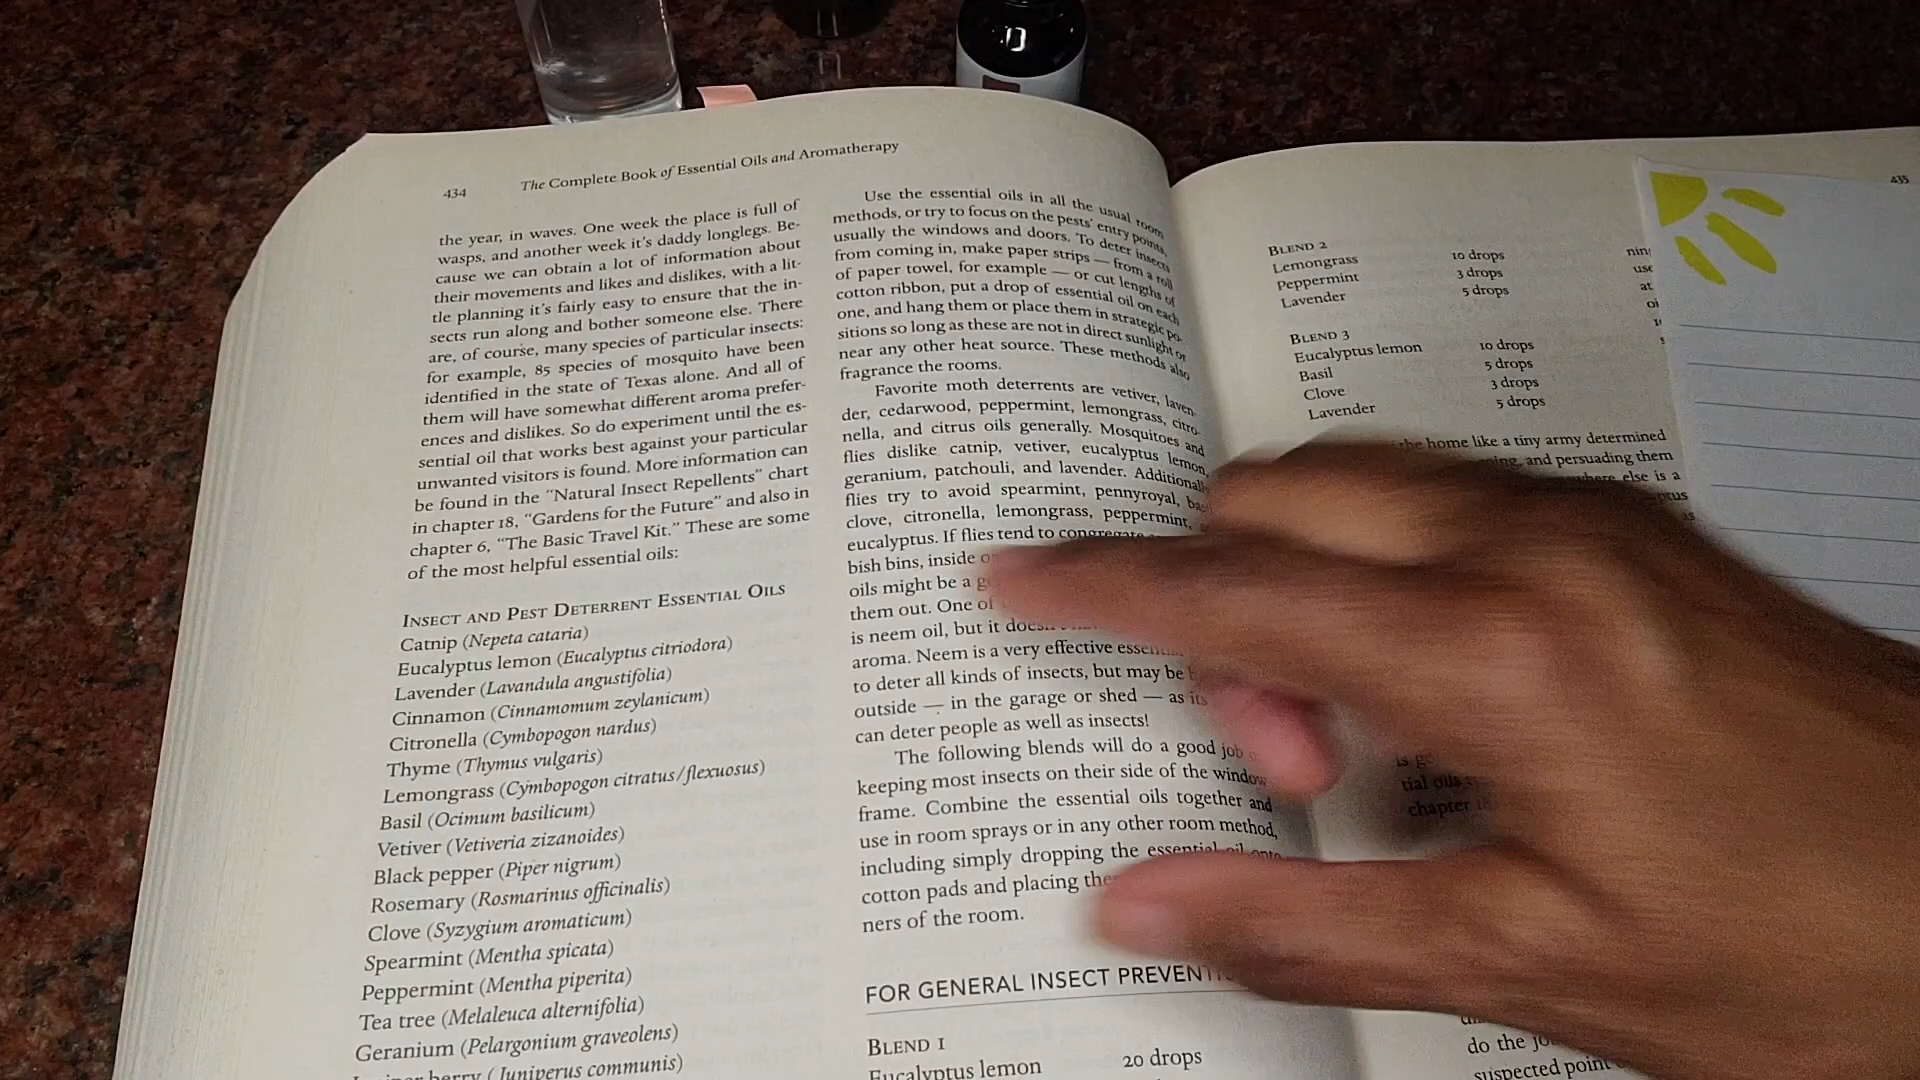 434
The Complete Book of Essential Oils and Aromatherapy
the year, in waves. One week the place is full of
wasps, and another week it's daddy longlegs. Be-
cause we can obtain a lot of information about
their movements and likes and dislikes, with a lit-
tle planning it's fairly easy to ensure that the in-
sects run along and bother someone else. There
are, of course, many species of particular insects:
for example, 85 species of mosquito have been
identified in the state of Texas alone. And all of
them will have somewhat different aroma prefer-
ences and dislikes. So do experiment until the es-
sential oil that works best against your particular
unwanted visitors is found. More information can
be found in the "Natural Insect Repellents" chart
in chapter 18, "Gardens for the Future" and also in
chapter 6, "The Basic Travel Kit." These are some
of the most helpful essential oils:
INSECT AND PEST DETERRENT ESSENTIAL OILS
Catnip (Nepeta cataria)
Eucalyptus lemon (Eucalyptus citriodora)
Lavender (Lavandula angustifolia)
Cinnamon (Cinnamomum zeylanicum)
Citronella (Cymbopogon nardus)
Thyme (Thymus vulgaris)
Lemongrass (Cymbopogon citratus/flexuosus)
Basil (Ocimum basilicum)
Vetiver (Vetiveria zizanoides)
Black pepper (Piper nigrum)
Rosemary (Rosmarinus officinalis)
Clove (Syzygium aromaticum)
Spearmint (Mentha spicata)
Peppermint (Mentha piperita)
Tea tree (Melaleuca alternifolia)
Geranium (Pelargonium graveolens)
berry (Juniperus communis)
Use the essential oils in all the usual room
methods, or try to focus on the pests' entry points,
usually the windows and doors. To deter insects
from coming in, make paper strips — from a roll
of paper towel, for example — or cut lengths of
cotton ribbon, put a drop of essential oil on each
one, and hang them or place them in strategic po-
sitions so long as these are not in direct sunlight or
near any other heat source. These methods also
fragrance the rooms.
Favorite moth deterrents are vetiver, laven-
der, cedarwood, peppermint, lemongrass, citro-
nella, and citrus oils generally. Mosquitoes and
flies dislike catnip, vetiver, eucalyptus lemon,
geranium, patchouli, and lavender. Additionally
flies try to avoid spearmint, pennyroyal,
clove, citronella, lemongrass, peppermint,
eucalyptus. If flies tend to congregate
bish bins, inside
oils might be a
them out. One of
is neem oil, but it
aroma. Neem is a very effective
to deter all kinds of insects, but may be
outside — in the garage or shed — as its
can deter people as well as insects!
The following blends will do a good job
keeping most insects on their side of the window
frame. Combine the essential oils together and
use in room sprays or in any other room method,
including simply dropping the essential oil onto
cotton pads and placing
ners of the room.
FOR GENERAL INSECT
BLEND 1
Eucalyptus lemon 20 drops
435
BLEND 2
Lemongrass 10 drops
Peppermint 3 drops
Lavender 5 drops
BLEND 3
Eucalyptus lemon 10 drops
Basil 5 drops
Clove 3 drops
Lavender 5 drops
the home like a tiny army determined
and persuading them
else is a
chapter
do the
suspected point